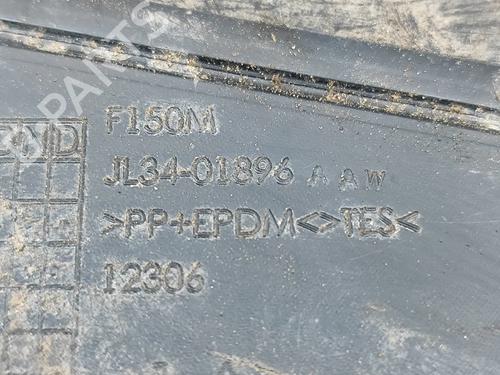 F150M
JL34-01896 A A W
>PP+EPDM<>TES<
12306